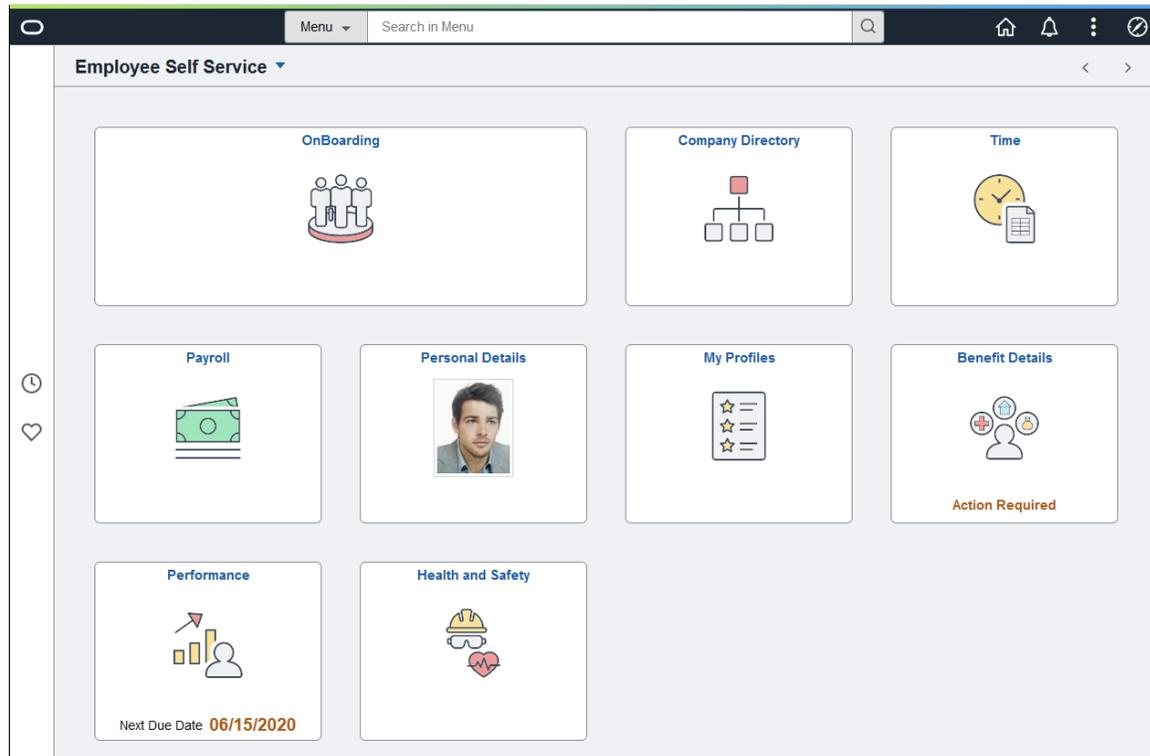 Menu Search in Menu
Employee Self Service
OnBoarding
Company Directory
Time
Payroll
Personal Details
My Profiles
Benefit Details
Action Required
Performance
Next Due Date 06/15/2020
Health and Safety